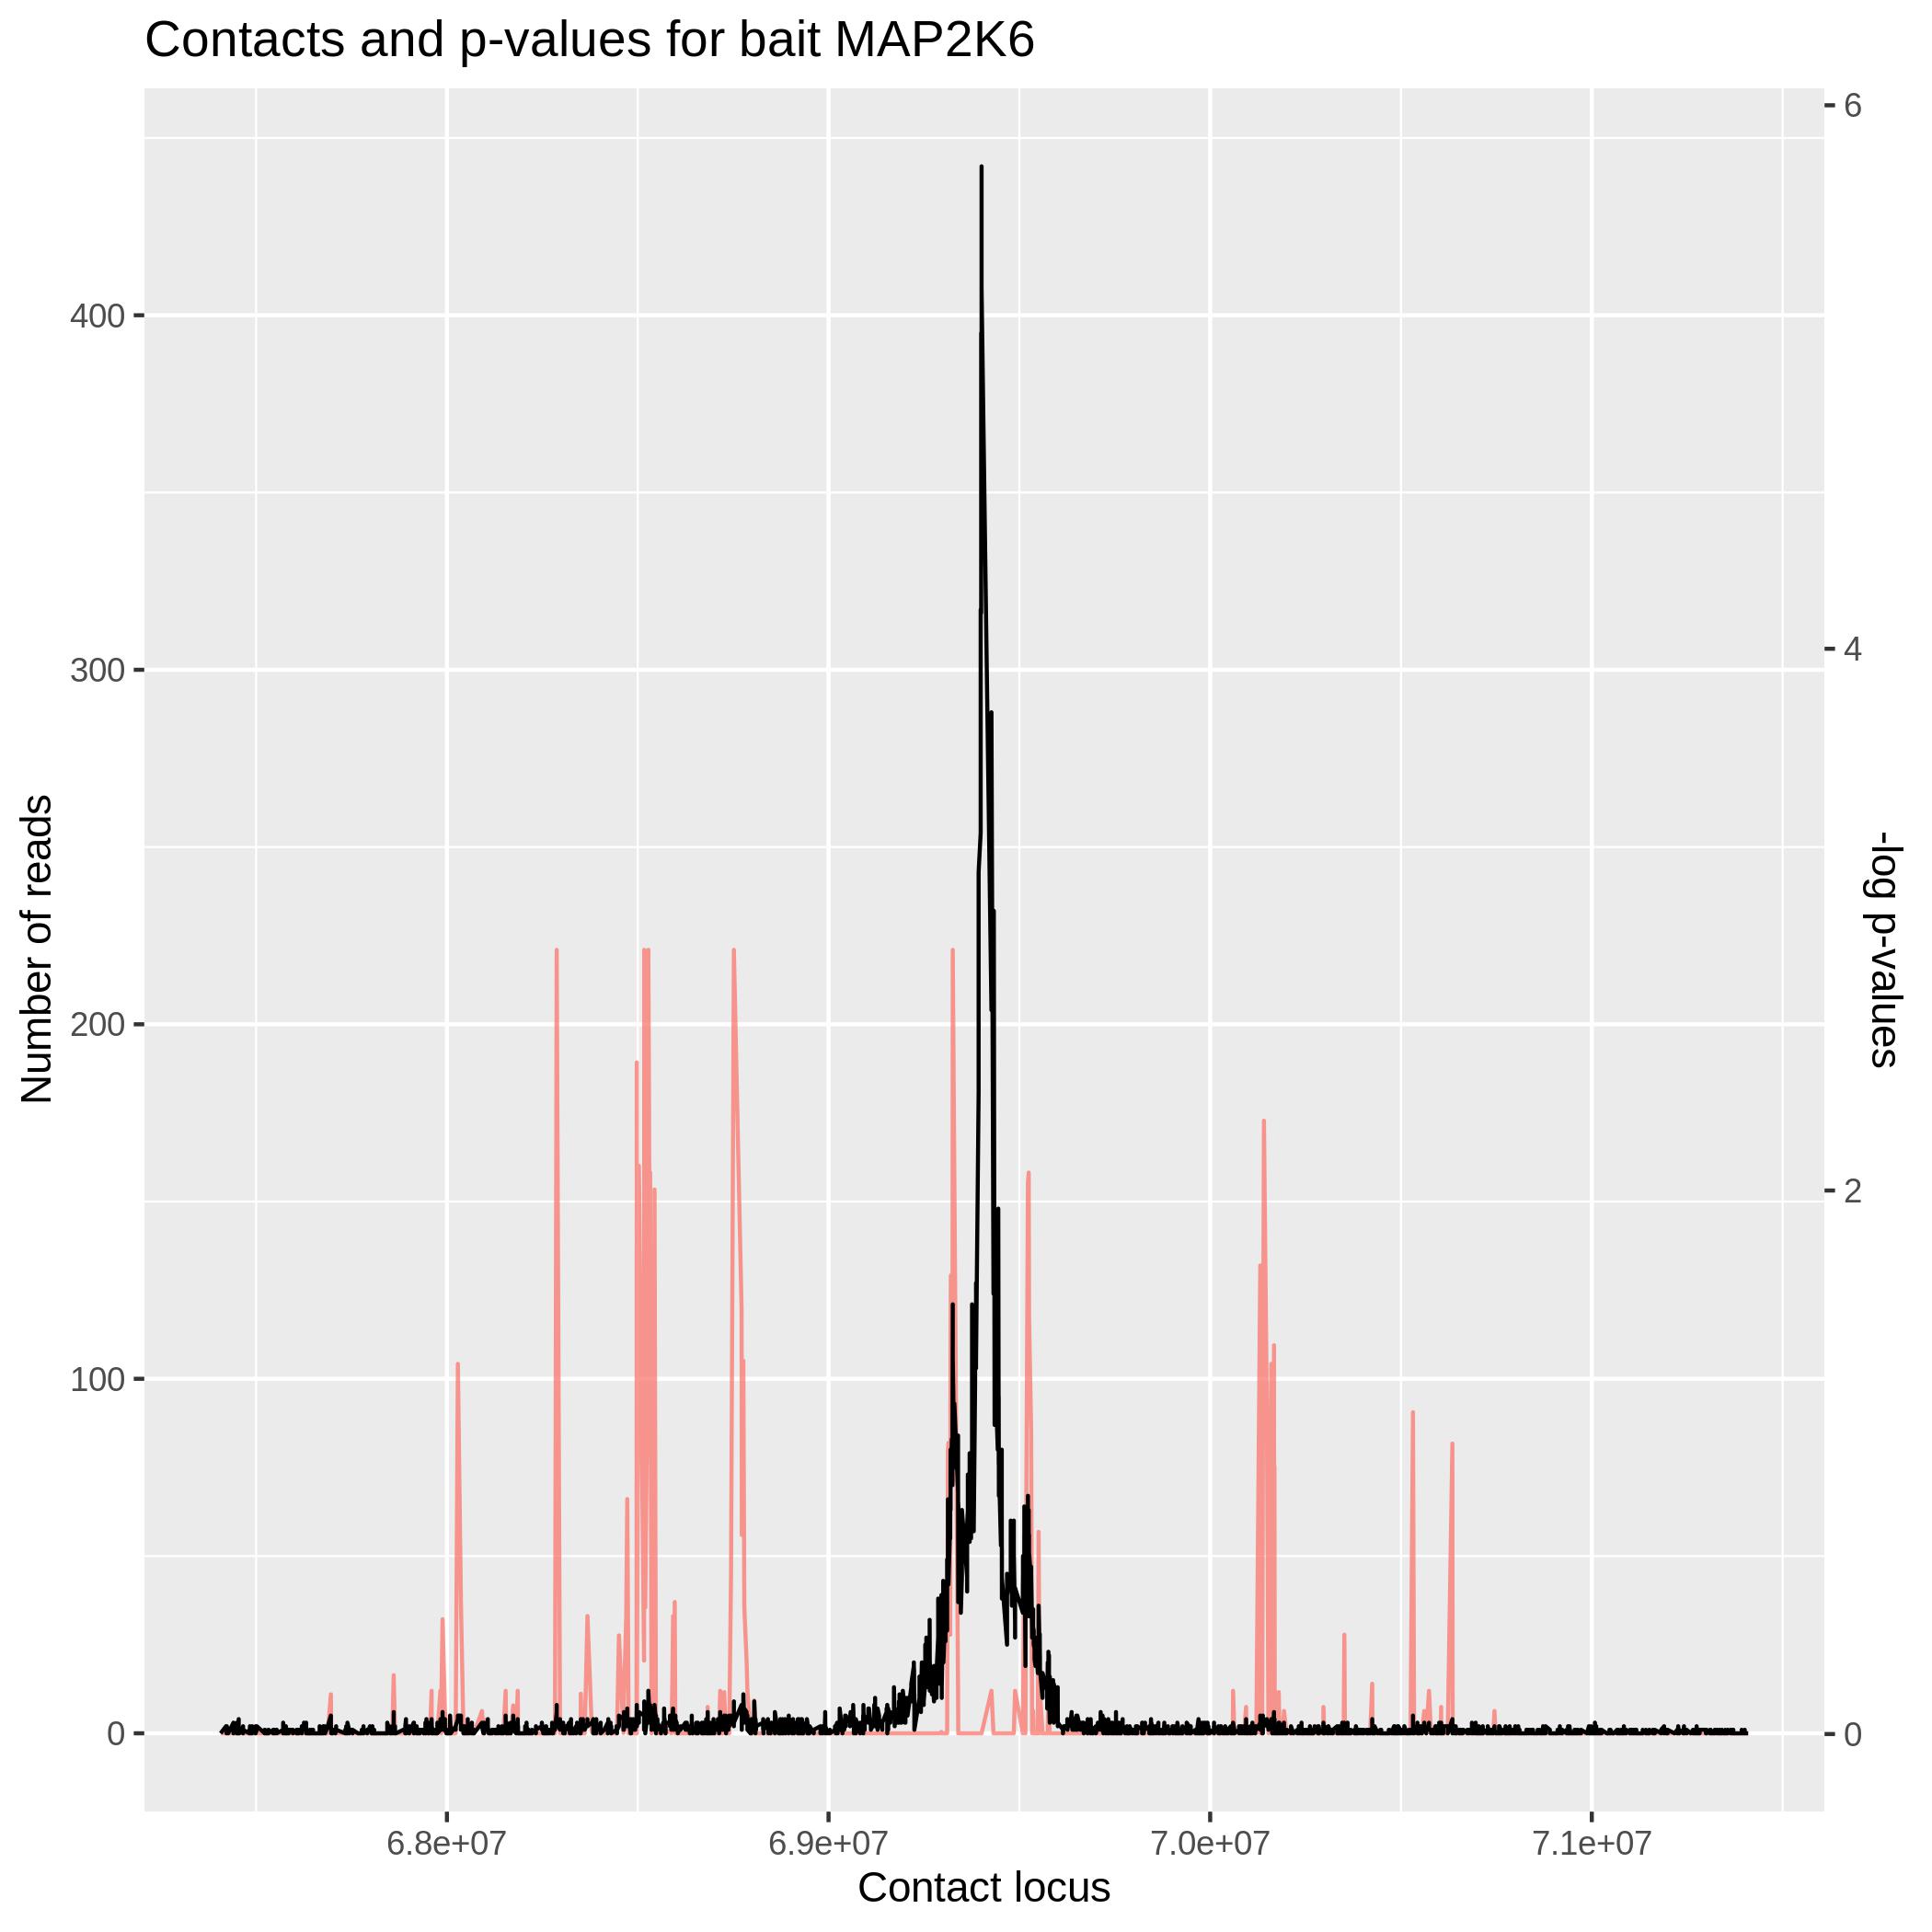 Contacts and p-values for bait MAP2K6
6
400
4
300
Number of reads
-log p-values
200
2
100
0
0
6.8e+07
6.9e+07
7.0e+07
7.1e+07
Contact locus